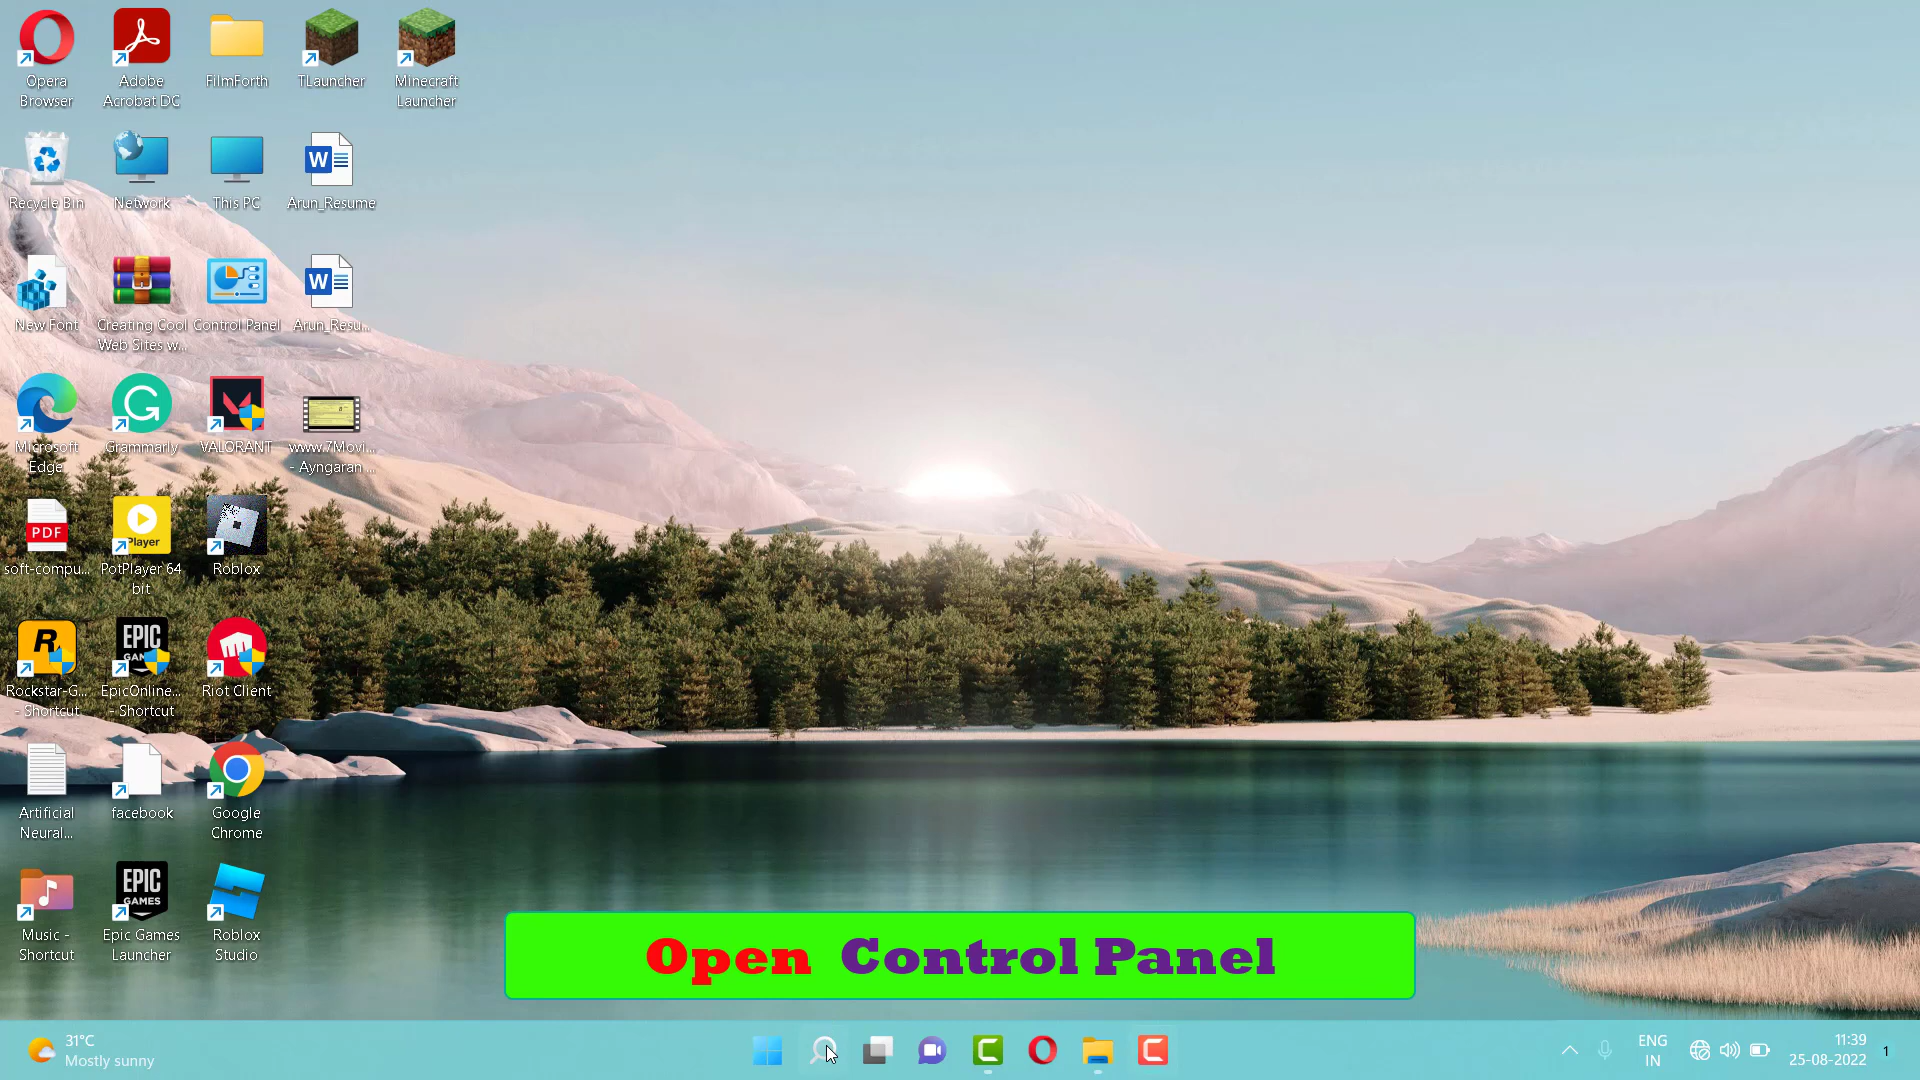 Opera
Browser
Adobe
Acrobat DC
FilmForth
TLauncher
Minecraft
Launcher
Recycle Bin
Network
This PC
W
Arun_Resume
New Font
Creating Cool
Web Sites w...
Control Panel
W
Arun_Resu...
Microsoft
Edge
Grammarly
VALORANT
www.7Movi...
- Ayngaran ...
PDF
soft-compu...
Player
PotPlayer 64
bit
Roblox
R
Rockstar-G...
- Shortcut
EPIC
EpicOnline...
- Shortcut
Riot Client
Artificial
Neural...
facebook
Google
Chrome
Music -
Shortcut
EPIC
GAMES
Epic Games
Launcher
Roblox
Studio
Open Control Panel
31°C
Mostly sunny
ENG
IN
11:39
25-08-2022
1